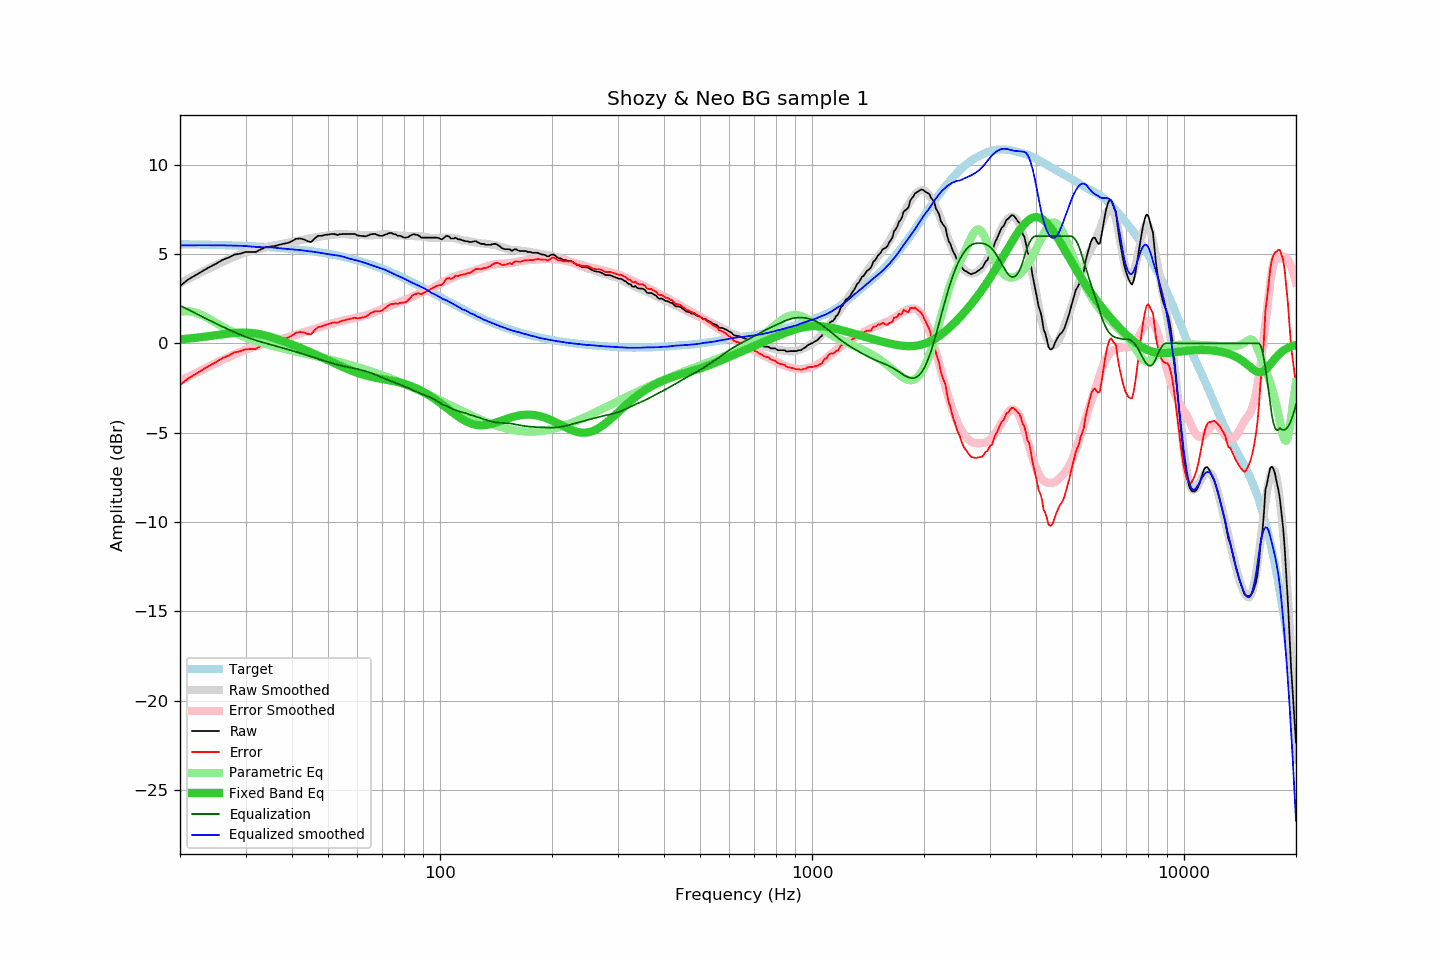 Shozy & Neo BG sample 1
10
5
0
−5
−10
−15
−20
−25
Amplitude (dBr)
Target
Raw Smoothed
Error Smoothed
Raw
Error
Parametric Eq
Fixed Band Eq
Equalization
Equalized smoothed
100
1000
10000
Frequency (Hz)